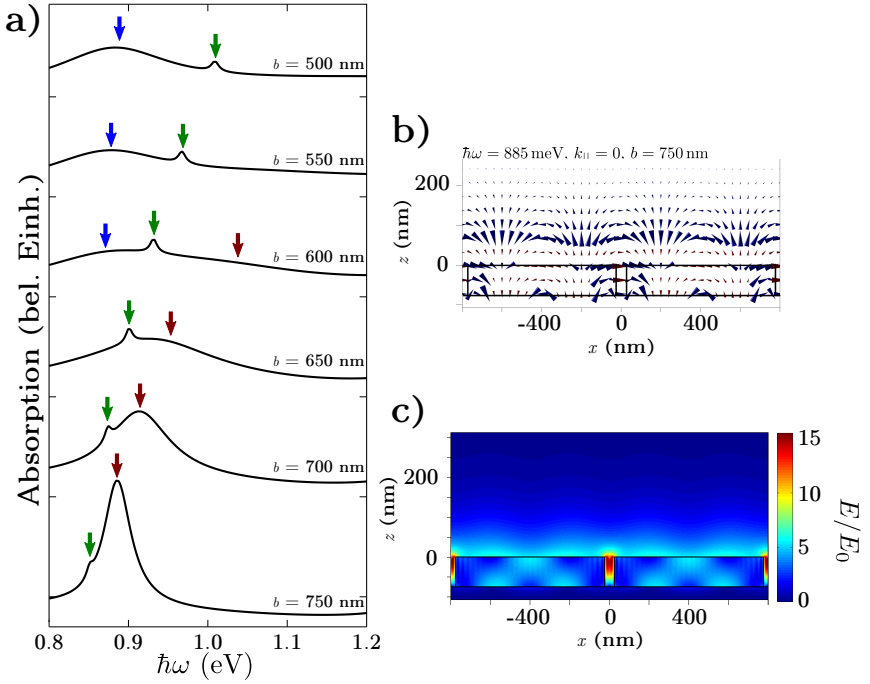 a)
Absorption (bel. Einh.)
b = 500 nm
b = 550 nm
b = 600 nm
b = 650 nm
b = 700 nm
b = 750 nm
0.8 0.9 1.0 1.1 1.2
ħω (eV)
b)
ħω = 885 meV, k|| = 0, b = 750 nm
200
0
z (nm)
-400 0 400
x (nm)
c)
200
0
z (nm)
-400 0 400
x (nm)
15
10
5
0
E/E0